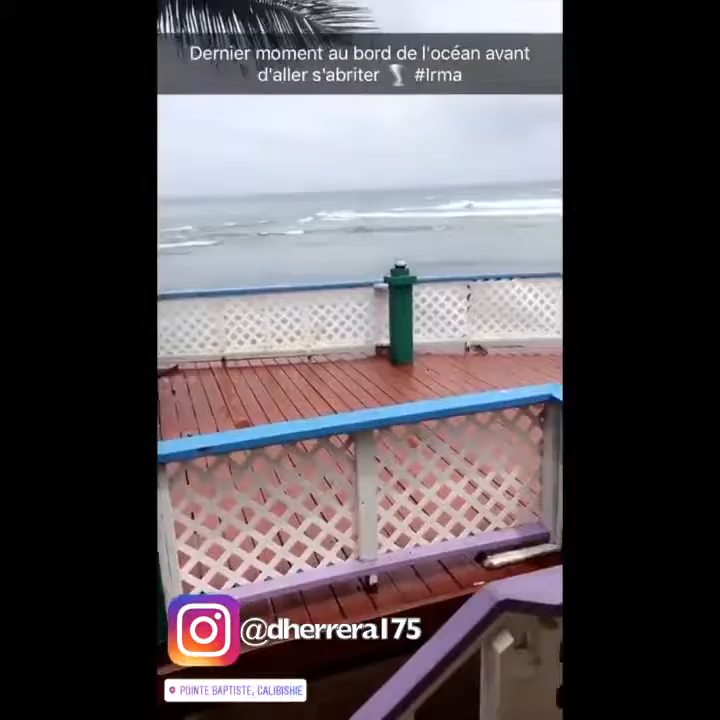 Dernier moment au bord de l'océan avant
d'aller s'abriter 🌪 #Irma
@dherrera175
POINTE BAPTISTE, CALIBISHIE